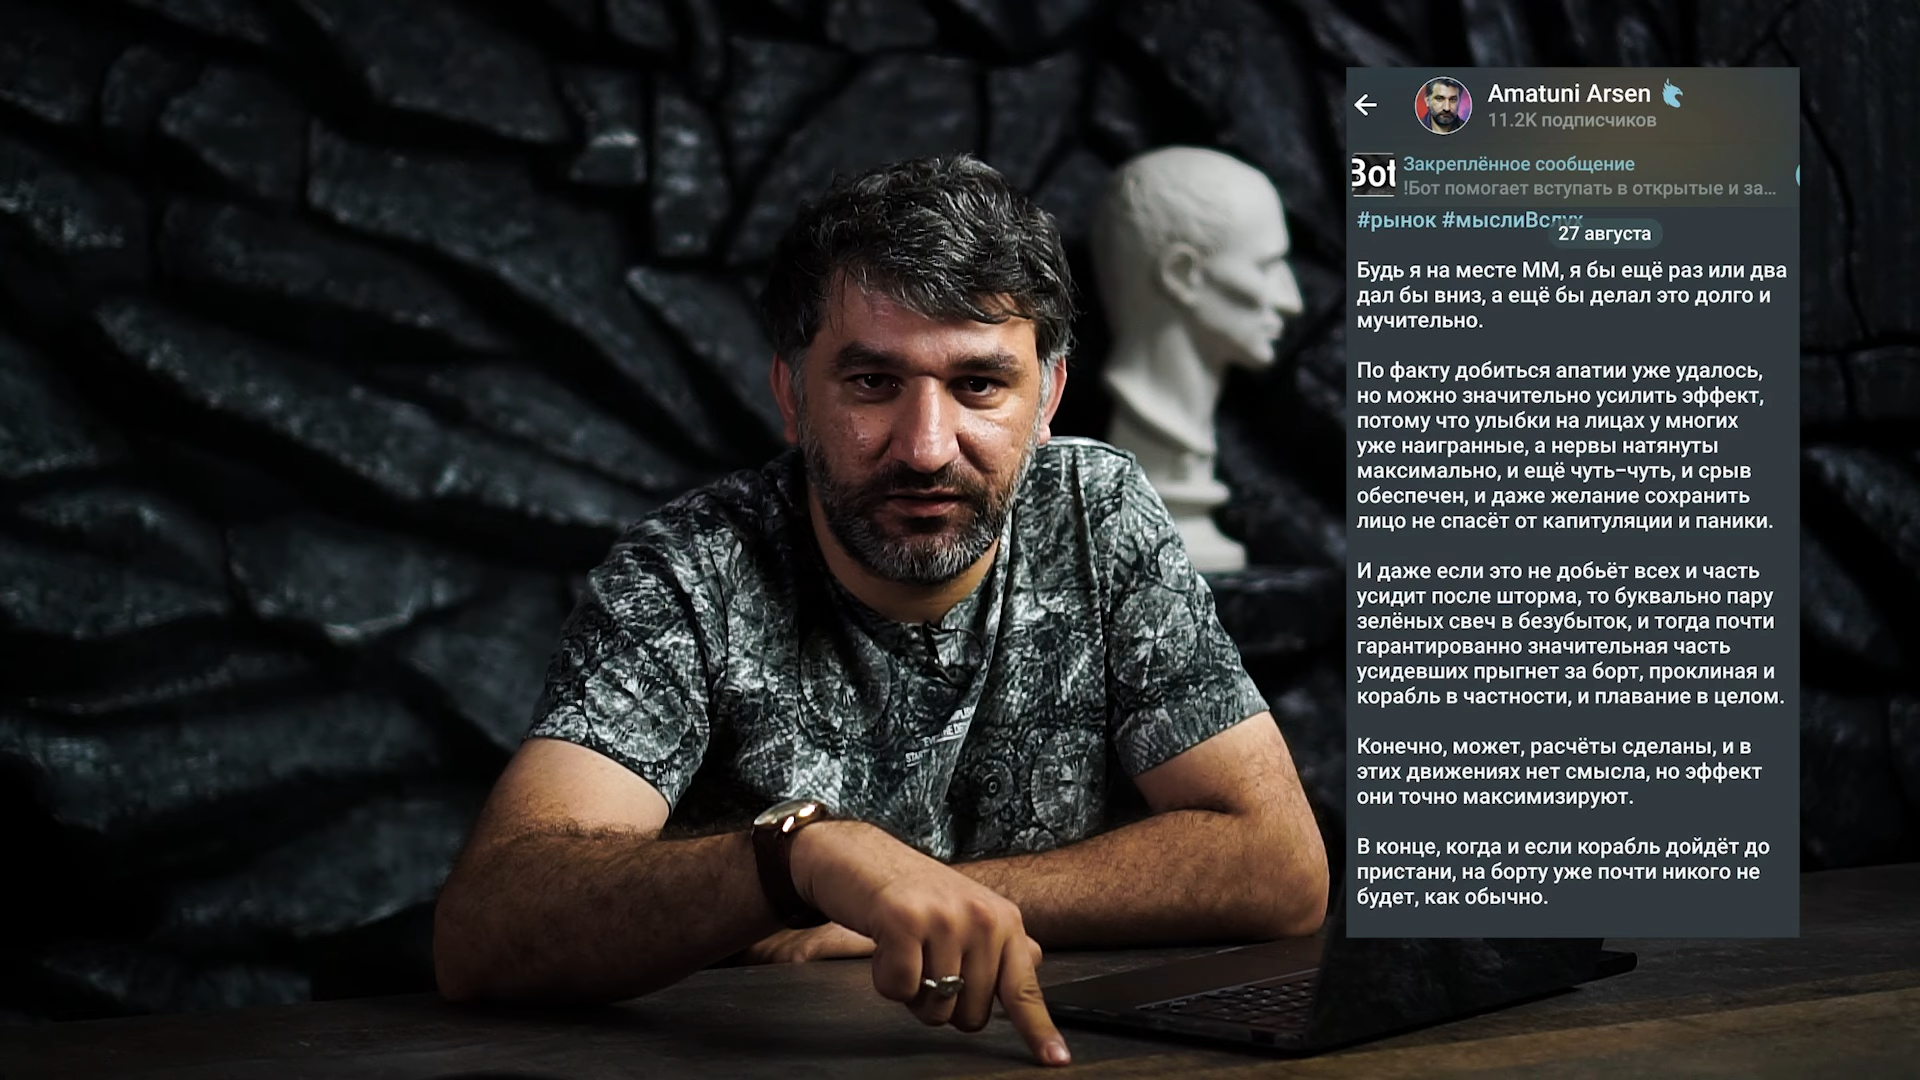 Amatuni Arsen
11.2K подписчиков
Bot
Закреплённое сообщение
!Бот помогает вступать в открытые и за...
#рынок #мыслиВслух
27 августа
Будь я на месте ММ, я бы ещё раз или два
дал бы вниз, а ещё бы делал это долго и
мучительно.
По факту добиться апатии уже удалось,
но можно значительно усилить эффект,
потому что улыбки на лицах у многих
уже наигранные, а нервы натянуты
максимально, и ещё чуть-чуть, и срыв
обеспечен, и даже желание сохранить
лицо не спасёт от капитуляции и паники.
И даже если это не добьёт всех и часть
усидит после шторма, то буквально пару
зелёных свеч в безубыток, и тогда почти
гарантированно значительная часть
усидевших прыгнет за борт, проклиная и
корабль в частности, и плавание в целом.
Конечно, может, расчёты сделаны, и в
этих движениях нет смысла, но эффект
они точно максимизируют.
В конце, когда и если корабль дойдёт до
пристани, на борту уже почти никого не
будет, как обычно.